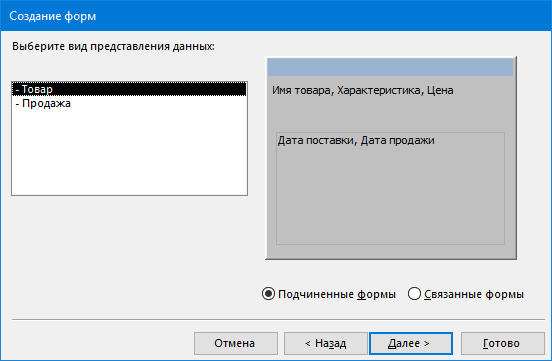 Создание форм
Выберите вид представления данных:
- Товар
- Продажа
Имя товара, Характеристика, Цена
Дата поставки, Дата продажи
Подчиненные формы
Связанные формы
Отмена
< Назад
Далее >
Готово